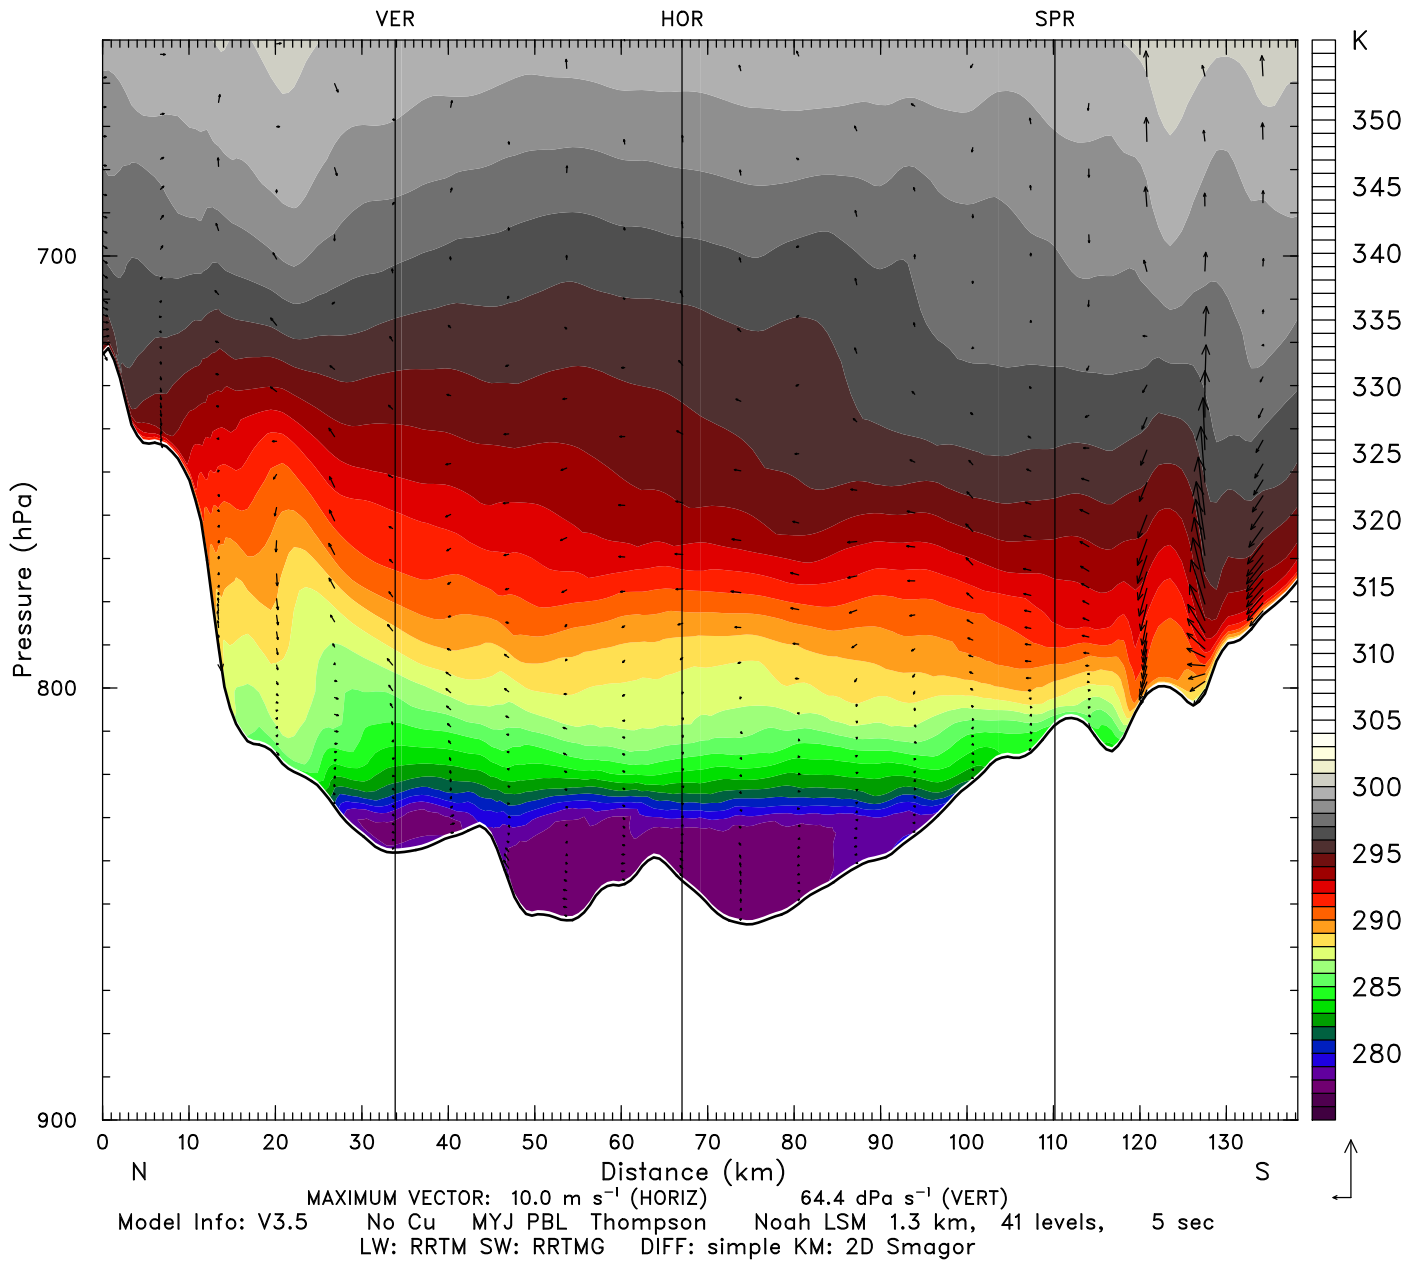 VER HOR SPR
K
350
345
700 340
335
330
325
320
Pressure (hPa)
315
310
800
305
300
295
290
285
280
900
0 10 20 30 40 50 60 70 80 90 100 110 120 130
N Distance (km) S
MAXIMUM VECTOR: 10.0 m s⁻¹ (HORIZ) 64.4 dPa s⁻¹ (VERT)
Model Info: V3.5 No Cu MYJ PBL Thompson Noah LSM 1.3 km, 41 levels, 5 sec
LW: RRTM SW: RRTMG DIFF: simple KM: 2D Smagor